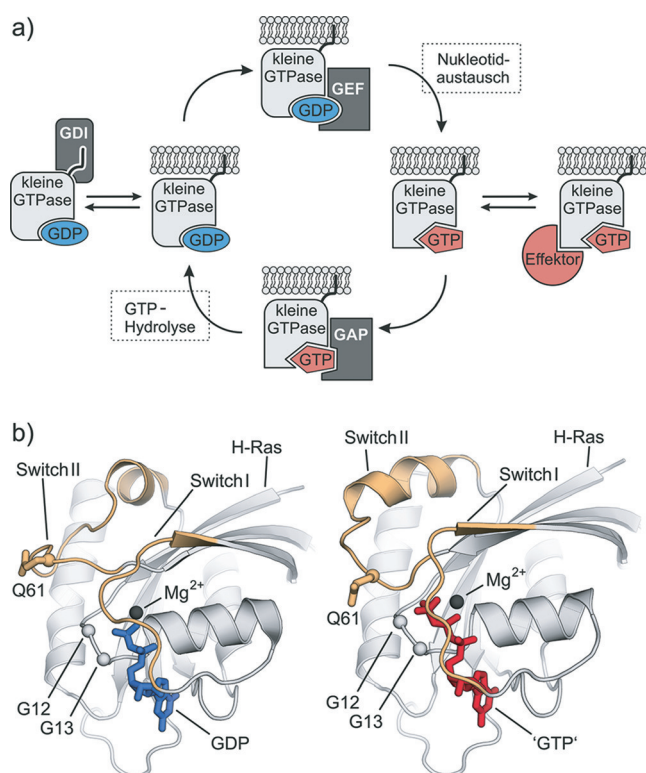 a)
kleine
GTPase
GEF
GDP
Nukleotid-
austausch
GDI
kleine
GTPase
GDP
kleine
GTPase
GDP
kleine
GTPase
GTP
kleine
GTPase
GTP
Effektor
GTP -
Hydrolyse
kleine
GTPase
GAP
GTP
b)
Switch II
Switch I
H-Ras
Q61
Mg²⁺
G12
G13
GDP
Switch II
H-Ras
Switch I
Q61
Mg²⁺
G12
G13
'GTP'